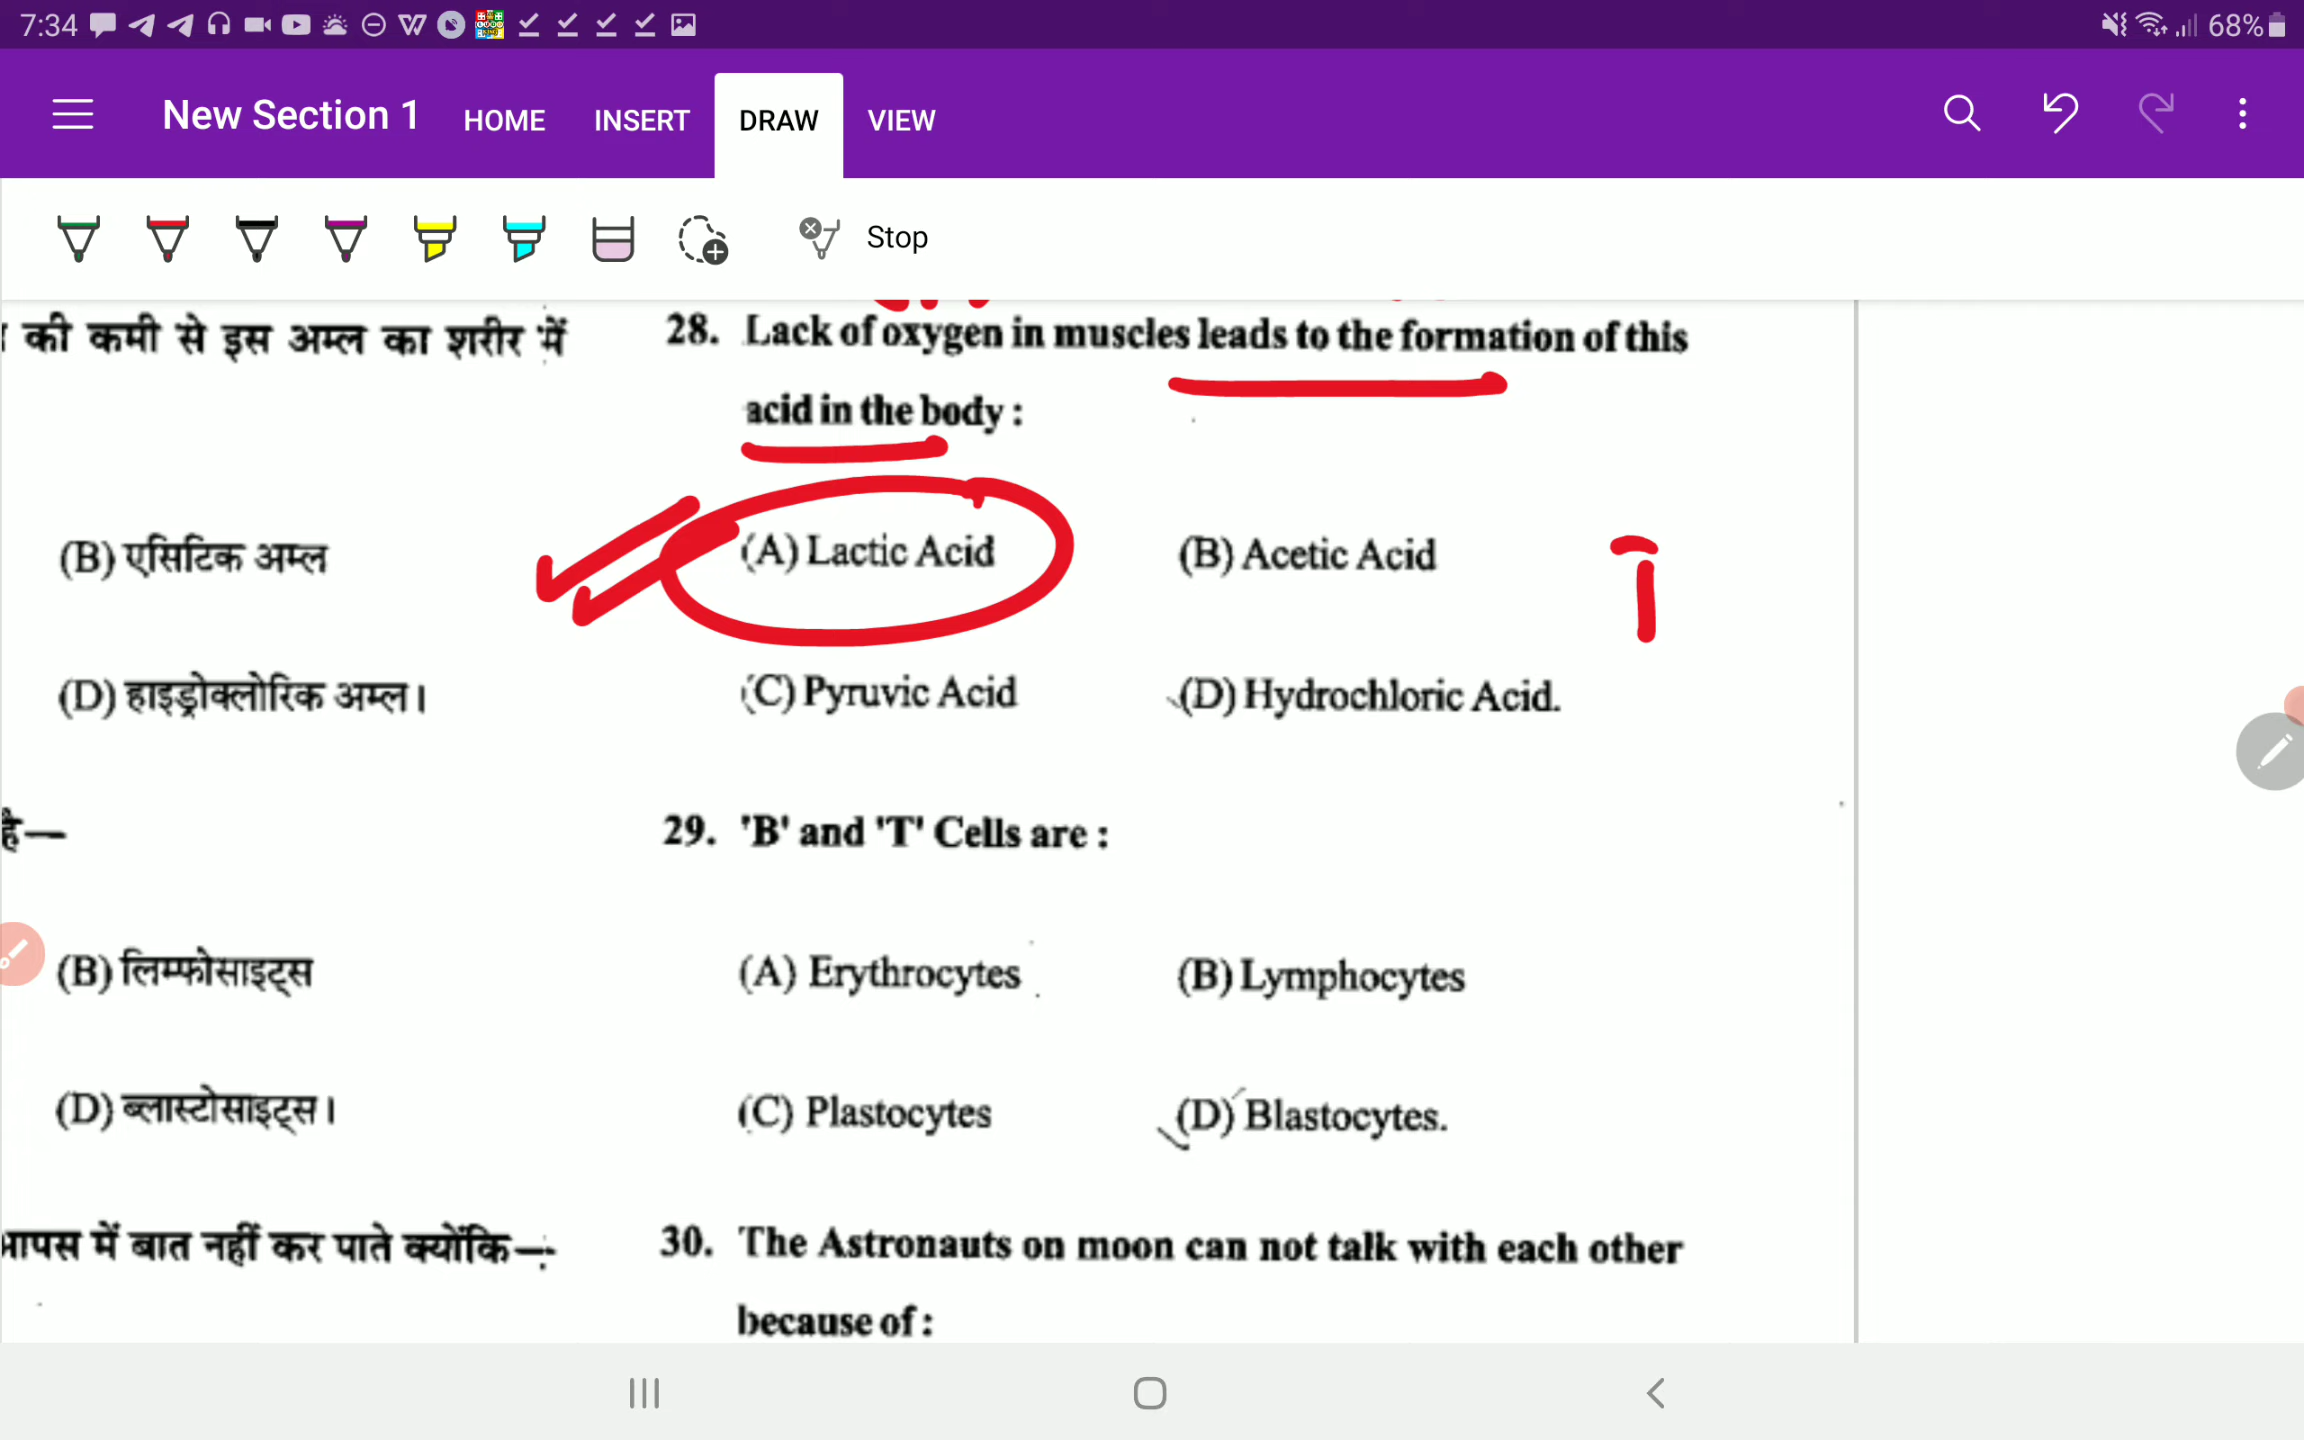 7:34
68%
New Section 1 HOME INSERT DRAW VIEW
Stop
की कमी से इस अम्ल का शरीर में
(B) एसिटिक अम्ल
(D) हाइड्रोक्लोरिक अम्ल।
है—
(B) लिम्फोसाइट्स
(D) ब्लास्टोसाइट्स।
आपस में बात नहीं कर पाते क्योंकि—
28. Lack of oxygen in muscles leads to the formation of this
acid in the body :
(A) Lactic Acid (B) Acetic Acid
(C) Pyruvic Acid (D) Hydrochloric Acid.
29. 'B' and 'T' Cells are :
(A) Erythrocytes (B) Lymphocytes
(C) Plastocytes (D) Blastocytes.
30. The Astronauts on moon can not talk with each other
because of :